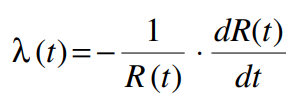 λ(t) = − 1/R(t) · dR(t)/dt